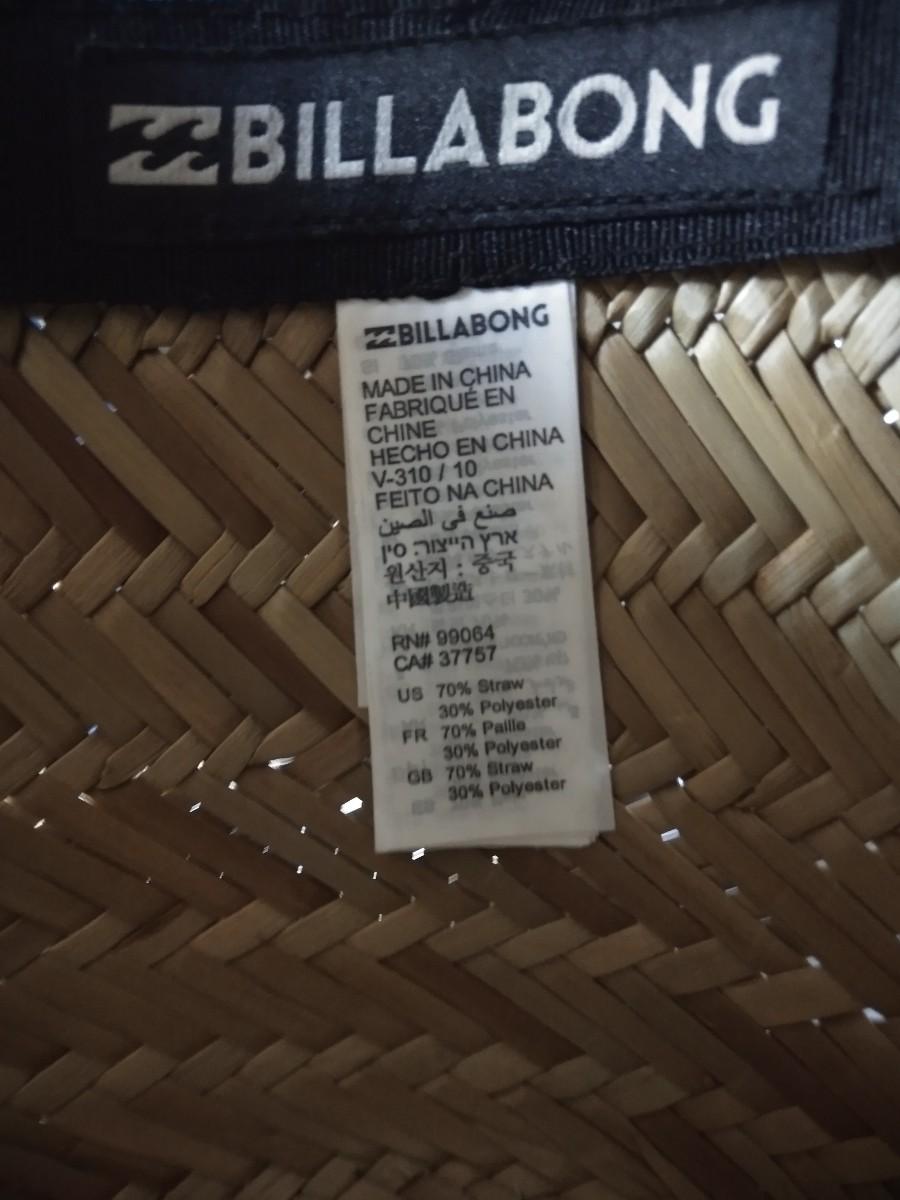 BILLABONG
BILLABONG
MADE IN CHINA
FABRIQUÉ EN
CHINE
HECHO EN CHINA
V-310 / 10
FEITO NA CHINA
صنع في الصين
ארץ הייצור: סין
원산지 : 중국
中國製造
RN# 99064
CA# 37757
US 70% Straw
30% Polyester
FR 70% Paille
30% Polyester
GB 70% Straw
30% Polyester